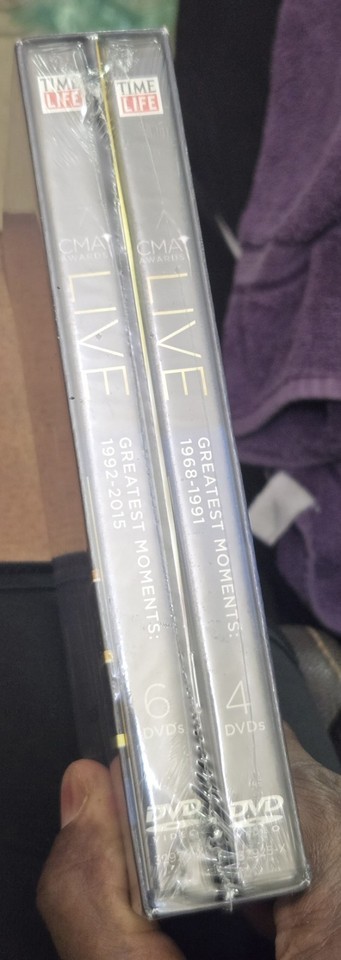 TIME
LIFE
CMA
AWARDS
LIVE
GREATEST MOMENTS:
1992-2015
6
DVDs
DVD
VIDEO
TIME
LIFE
CMA
AWARDS
LIVE
GREATEST MOMENTS:
1968-1991
4
DVDs
DVD
VIDEO